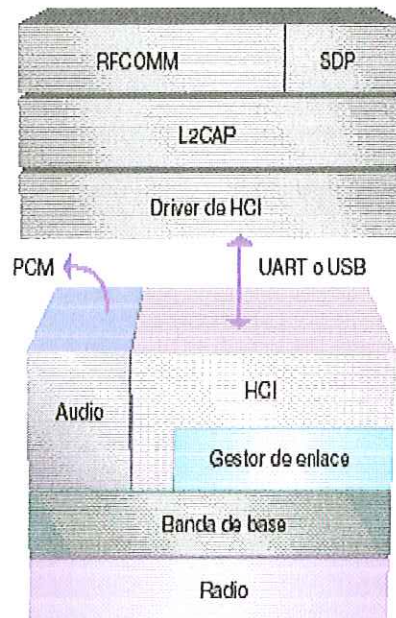 RFCOMM
SDP
L2CAP
Driver de HCI
PCM
UART o USB
HCI
Audio
Gestor de enlace
Banda de base
Radio